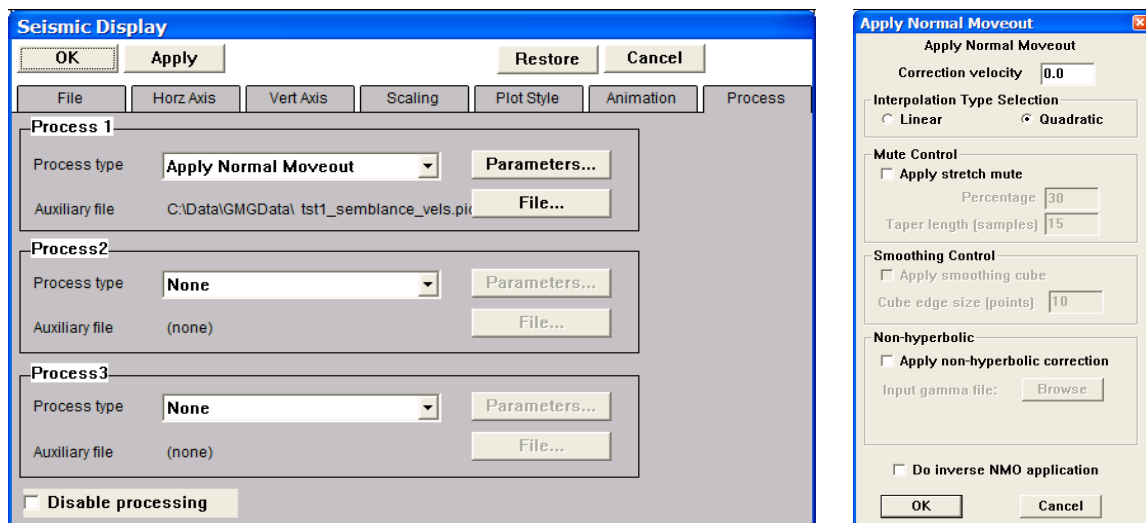 Seismic Display
OK Apply Restore Cancel
File Horz Axis Vert Axis Scaling Plot Style Animation Process
Process 1
Process type Apply Normal Moveout Parameters...
Auxiliary file C:\Data\GMGData\ tst1_semblance_vels.pic File...
Process2
Process type None Parameters...
Auxiliary file (none) File...
Process3
Process type None Parameters...
Auxiliary file (none) File...
Disable processing
Apply Normal Moveout
Apply Normal Moveout
Correction velocity 0.0
Interpolation Type Selection
Linear Quadratic
Mute Control
Apply stretch mute
Percentage 30
Taper length (samples) 15
Smoothing Control
Apply smoothing cube
Cube edge size (points) 10
Non-hyperbolic
Apply non-hyperbolic correction
Input gamma file: Browse
Do inverse NMO application
OK Cancel